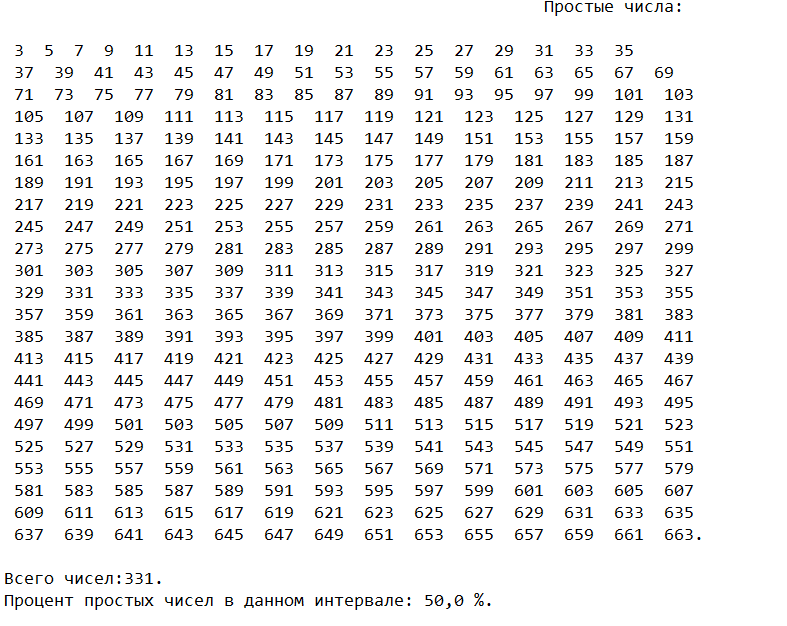 Простые числа:
3 5 7 9 11 13 15 17 19 21 23 25 27 29 31 33 35
37 39 41 43 45 47 49 51 53 55 57 59 61 63 65 67 69
71 73 75 77 79 81 83 85 87 89 91 93 95 97 99 101 103
105 107 109 111 113 115 117 119 121 123 125 127 129 131
133 135 137 139 141 143 145 147 149 151 153 155 157 159
161 163 165 167 169 171 173 175 177 179 181 183 185 187
189 191 193 195 197 199 201 203 205 207 209 211 213 215
217 219 221 223 225 227 229 231 233 235 237 239 241 243
245 247 249 251 253 255 257 259 261 263 265 267 269 271
273 275 277 279 281 283 285 287 289 291 293 295 297 299
301 303 305 307 309 311 313 315 317 319 321 323 325 327
329 331 333 335 337 339 341 343 345 347 349 351 353 355
357 359 361 363 365 367 369 371 373 375 377 379 381 383
385 387 389 391 393 395 397 399 401 403 405 407 409 411
413 415 417 419 421 423 425 427 429 431 433 435 437 439
441 443 445 447 449 451 453 455 457 459 461 463 465 467
469 471 473 475 477 479 481 483 485 487 489 491 493 495
497 499 501 503 505 507 509 511 513 515 517 519 521 523
525 527 529 531 533 535 537 539 541 543 545 547 549 551
553 555 557 559 561 563 565 567 569 571 573 575 577 579
581 583 585 587 589 591 593 595 597 599 601 603 605 607
609 611 613 615 617 619 621 623 625 627 629 631 633 635
637 639 641 643 645 647 649 651 653 655 657 659 661 663.
Всего чисел:331.
Процент простых чисел в данном интервале: 50,0 %.